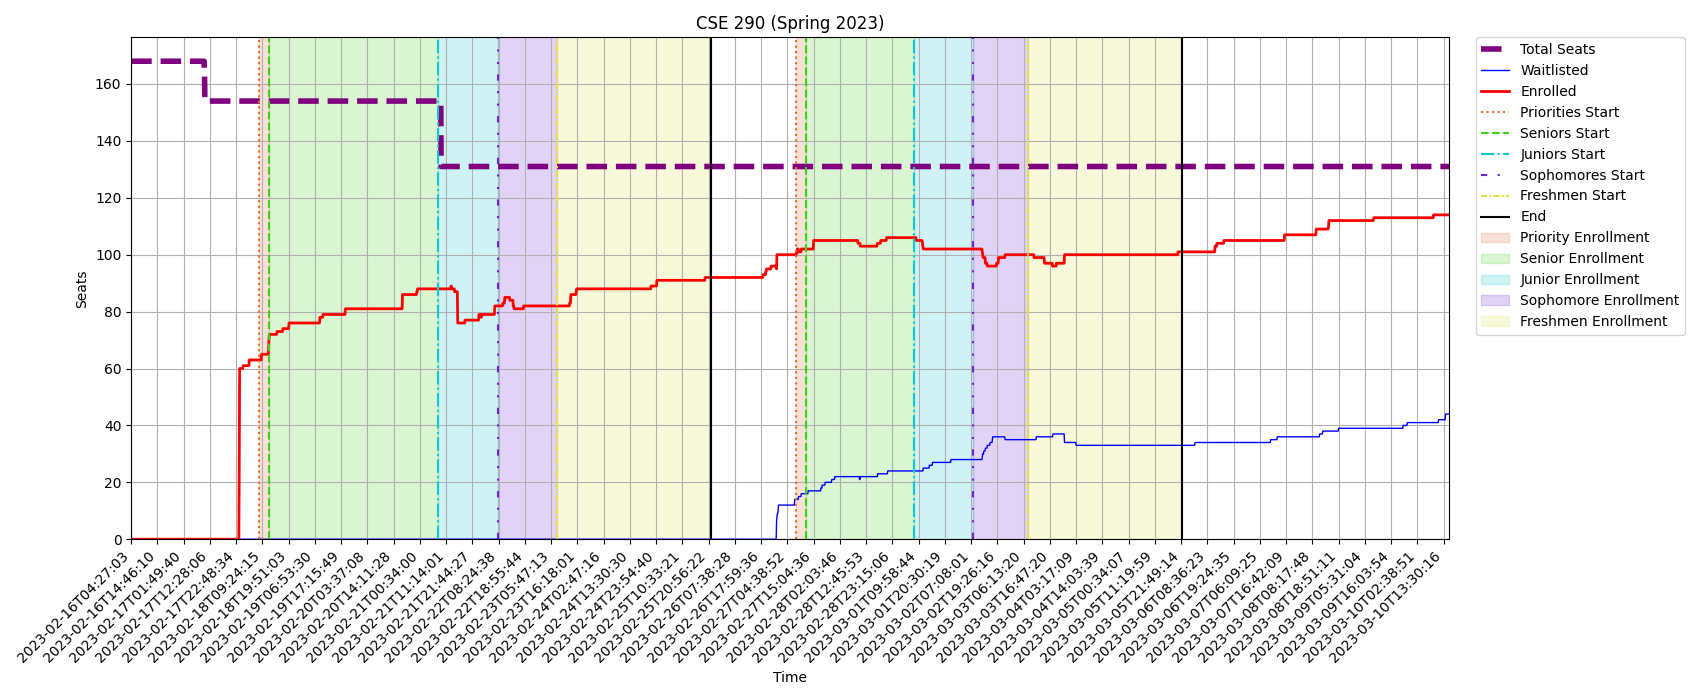 CSE 290 (Spring 2023)
Seats
160
140
120
100
80
60
40
20
0
2023-02-16T04:27:03
2023-02-16T14:46:10
2023-02-17T01:49:40
2023-02-17T12:28:06
2023-02-17T22:48:34
2023-02-18T09:24:15
2023-02-18T19:51:03
2023-02-19T06:53:30
2023-02-19T17:15:49
2023-02-20T03:37:08
2023-02-20T14:11:28
2023-02-21T00:34:00
2023-02-21T11:14:01
2023-02-21T21:44:27
2023-02-22T08:24:38
2023-02-22T18:55:44
2023-02-23T05:47:13
2023-02-23T16:18:01
2023-02-24T02:47:16
2023-02-24T13:30:30
2023-02-24T23:54:40
2023-02-25T10:33:21
2023-02-25T20:56:22
2023-02-26T07:38:28
2023-02-26T17:59:36
2023-02-27T04:38:52
2023-02-27T15:04:36
2023-02-28T02:03:46
2023-02-28T12:45:53
2023-02-28T23:15:06
2023-03-01T09:58:44
2023-03-01T20:30:19
2023-03-02T07:08:01
2023-03-02T19:26:16
2023-03-03T06:13:20
2023-03-03T16:47:20
2023-03-04T03:17:09
2023-03-04T14:03:39
2023-03-05T00:34:07
2023-03-05T11:19:59
2023-03-05T21:49:14
2023-03-06T08:36:23
2023-03-06T19:24:35
2023-03-07T06:09:25
2023-03-07T16:42:09
2023-03-08T08:17:48
2023-03-08T18:51:11
2023-03-09T05:31:04
2023-03-09T16:03:54
2023-03-10T02:38:51
2023-03-10T13:30:16
Time
Total Seats
Waitlisted
Enrolled
Priorities Start
Seniors Start
Juniors Start
Sophomores Start
Freshmen Start
End
Priority Enrollment
Senior Enrollment
Junior Enrollment
Sophomore Enrollment
Freshmen Enrollment